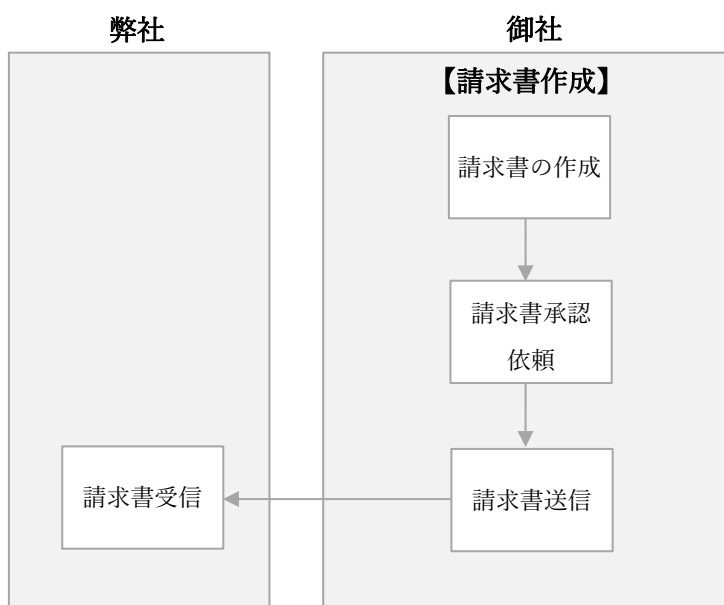 弊社
御社
【請求書作成】
請求書の作成
請求書承認
依頼
請求書受信
請求書送信